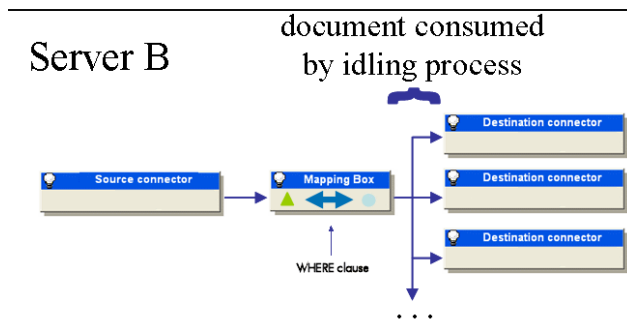 Server B
document consumed
by idling process
Destination connector
Source connector
Mapping Box
Destination connector
WHERE clause
Destination connector
. . .